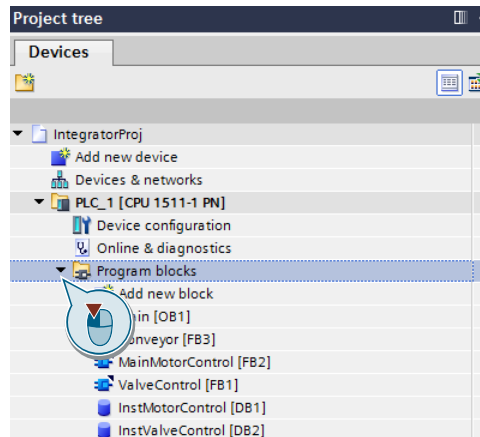 Project tree
Devices
IntegratorProj
Add new device
Devices & networks
PLC_1 [CPU 1511-1 PN]
Device configuration
Online & diagnostics
Program blocks
Add new block
[OB1]
[FB3]
MainMotorControl [FB2]
ValveControl [FB1]
InstMotorControl [DB1]
InstValveControl [DB2]